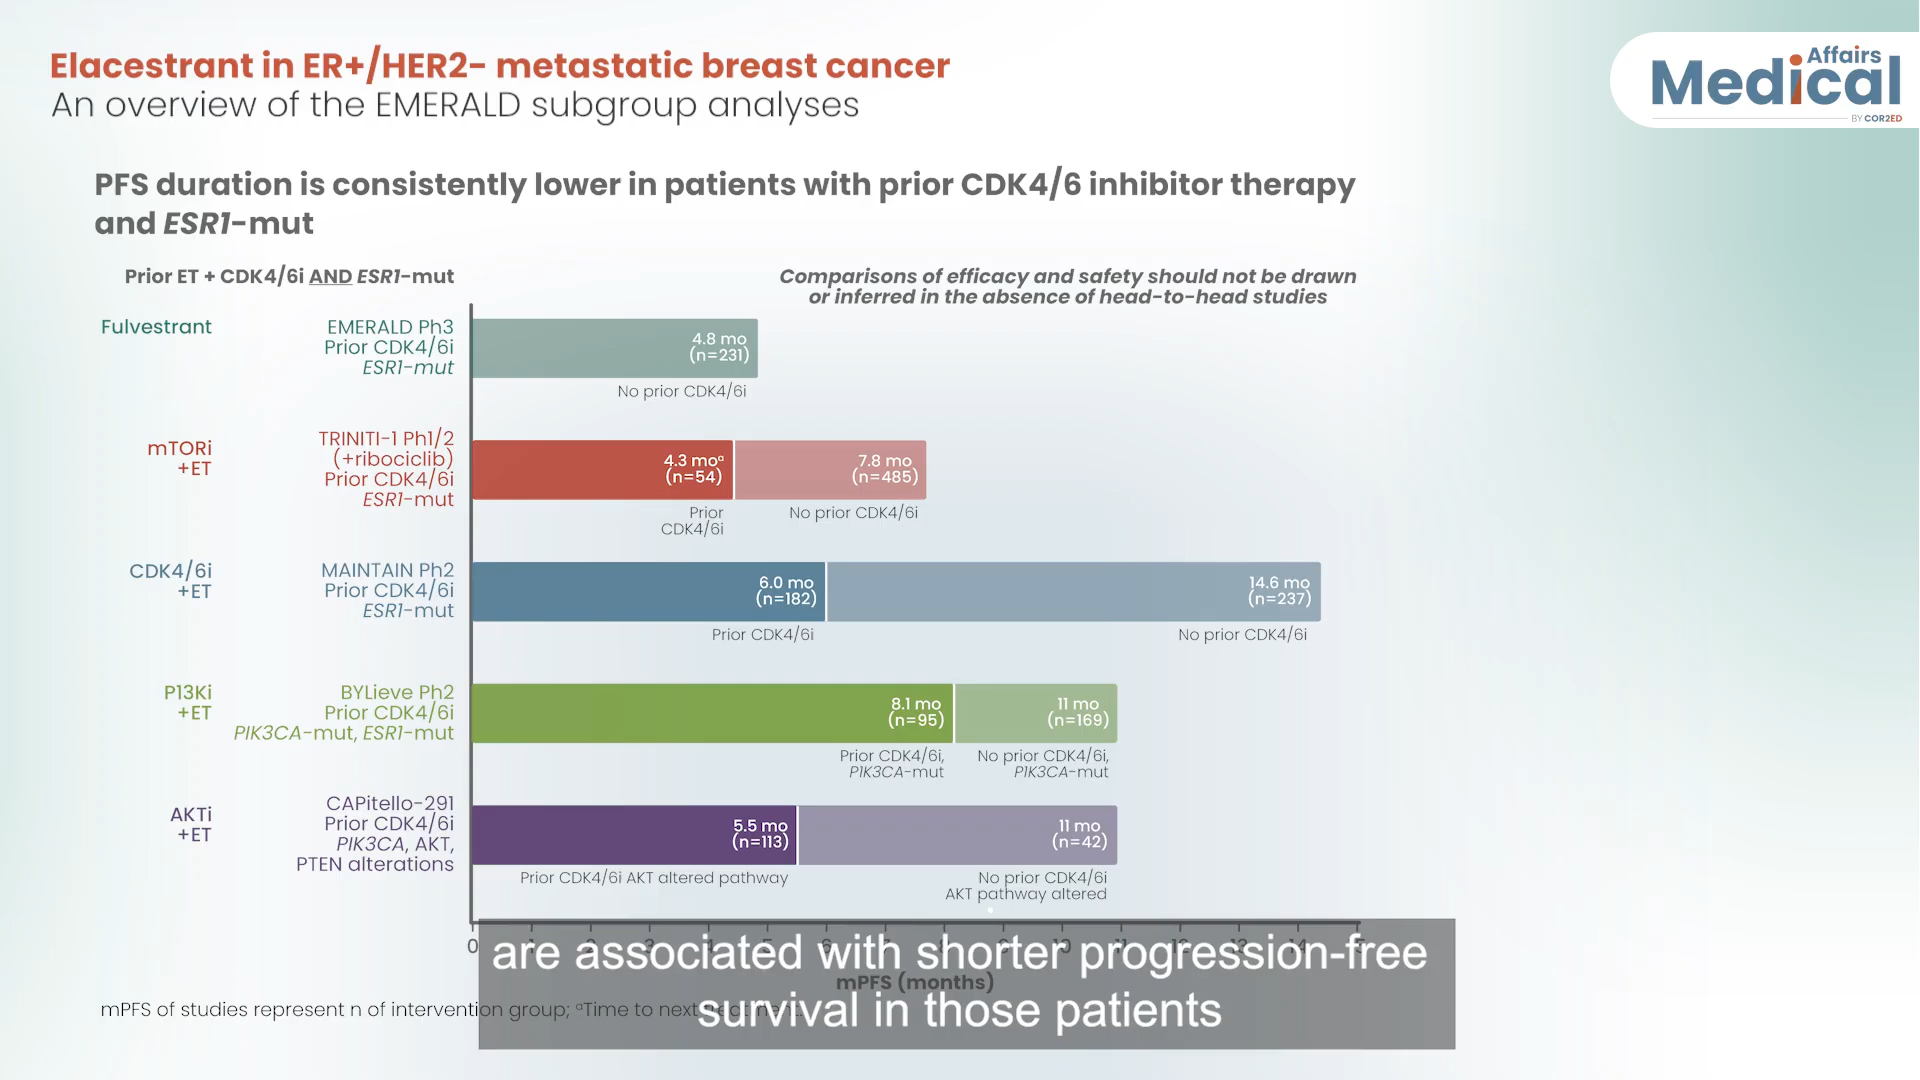 Elacestrant in ER+/HER2- metastatic breast cancer
An overview of the EMERALD subgroup analyses
Affairs
Medical
BY COR2ED
PFS duration is consistently lower in patients with prior CDK4/6 inhibitor therapy
and ESR1-mut
Prior ET + CDK4/6i AND ESR1-mut
Comparisons of efficacy and safety should not be drawn
or inferred in the absence of head-to-head studies
Fulvestrant
EMERALD Ph3
Prior CDK4/6i
ESR1-mut
4.8 mo
(n=231)
No prior CDK4/6i
mTORi
+ET
TRINITI-1 Ph1/2
(+ribociclib)
Prior CDK4/6i
ESR1-mut
4.3 moᵃ
(n=54)
7.8 mo
(n=485)
Prior
CDK4/6i
No prior CDK4/6i
CDK4/6i
+ET
MAINTAIN Ph2
Prior CDK4/6i
ESR1-mut
6.0 mo
(n=182)
14.6 mo
(n=237)
Prior CDK4/6i
No prior CDK4/6i
P13Ki
+ET
BYLieve Ph2
Prior CDK4/6i
PIK3CA-mut, ESR1-mut
8.1 mo
(n=95)
11 mo
(n=169)
Prior CDK4/6i,
P1K3CA-mut
No prior CDK4/6i,
P1K3CA-mut
AKTi
+ET
CAPitello-291
Prior CDK4/6i
PIK3CA, AKT,
PTEN alterations
5.5 mo
(n=113)
11 mo
(n=42)
Prior CDK4/6i AKT altered pathway
No prior CDK4/6i
AKT pathway altered
0
mPFS (months)
mPFS of studies represent n of intervention group; ᵃTime to next
are associated with shorter progression-free
survival in those patients